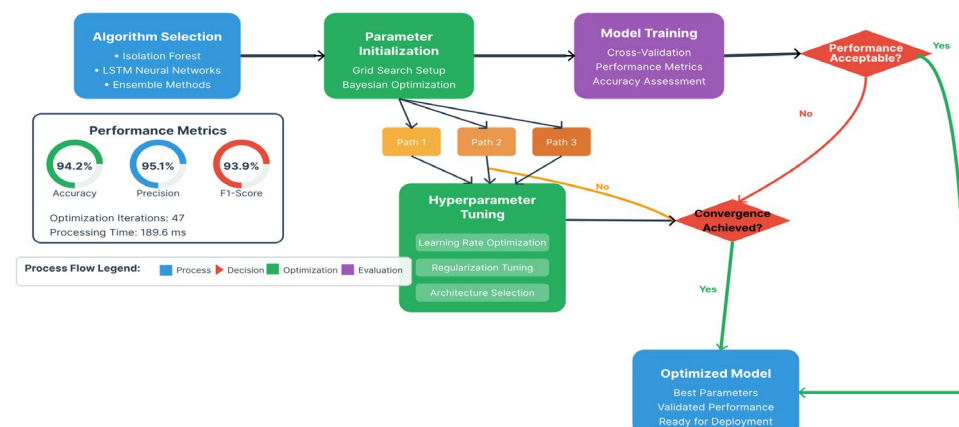 Algorithm Selection
• Isolation Forest
• LSTM Neural Networks
• Ensemble Methods
Parameter
Initialization
Grid Search Setup
Bayesian Optimization
Model Training
Cross-Validation
Performance Metrics
Accuracy Assessment
Performance
Acceptable?
Yes
No
Performance Metrics
94.2%
Accuracy
95.1%
Precision
93.9%
F1-Score
Optimization Iterations: 47
Processing Time: 189.6 ms
Path 1
Path 2
Path 3
No
Hyperparameter
Tuning
Learning Rate Optimization
Regularization Tuning
Architecture Selection
Convergence
Achieved?
Process Flow Legend:
Process
Decision
Optimization
Evaluation
Yes
Optimized Model
Best Parameters
Validated Performance
Ready for Deployment